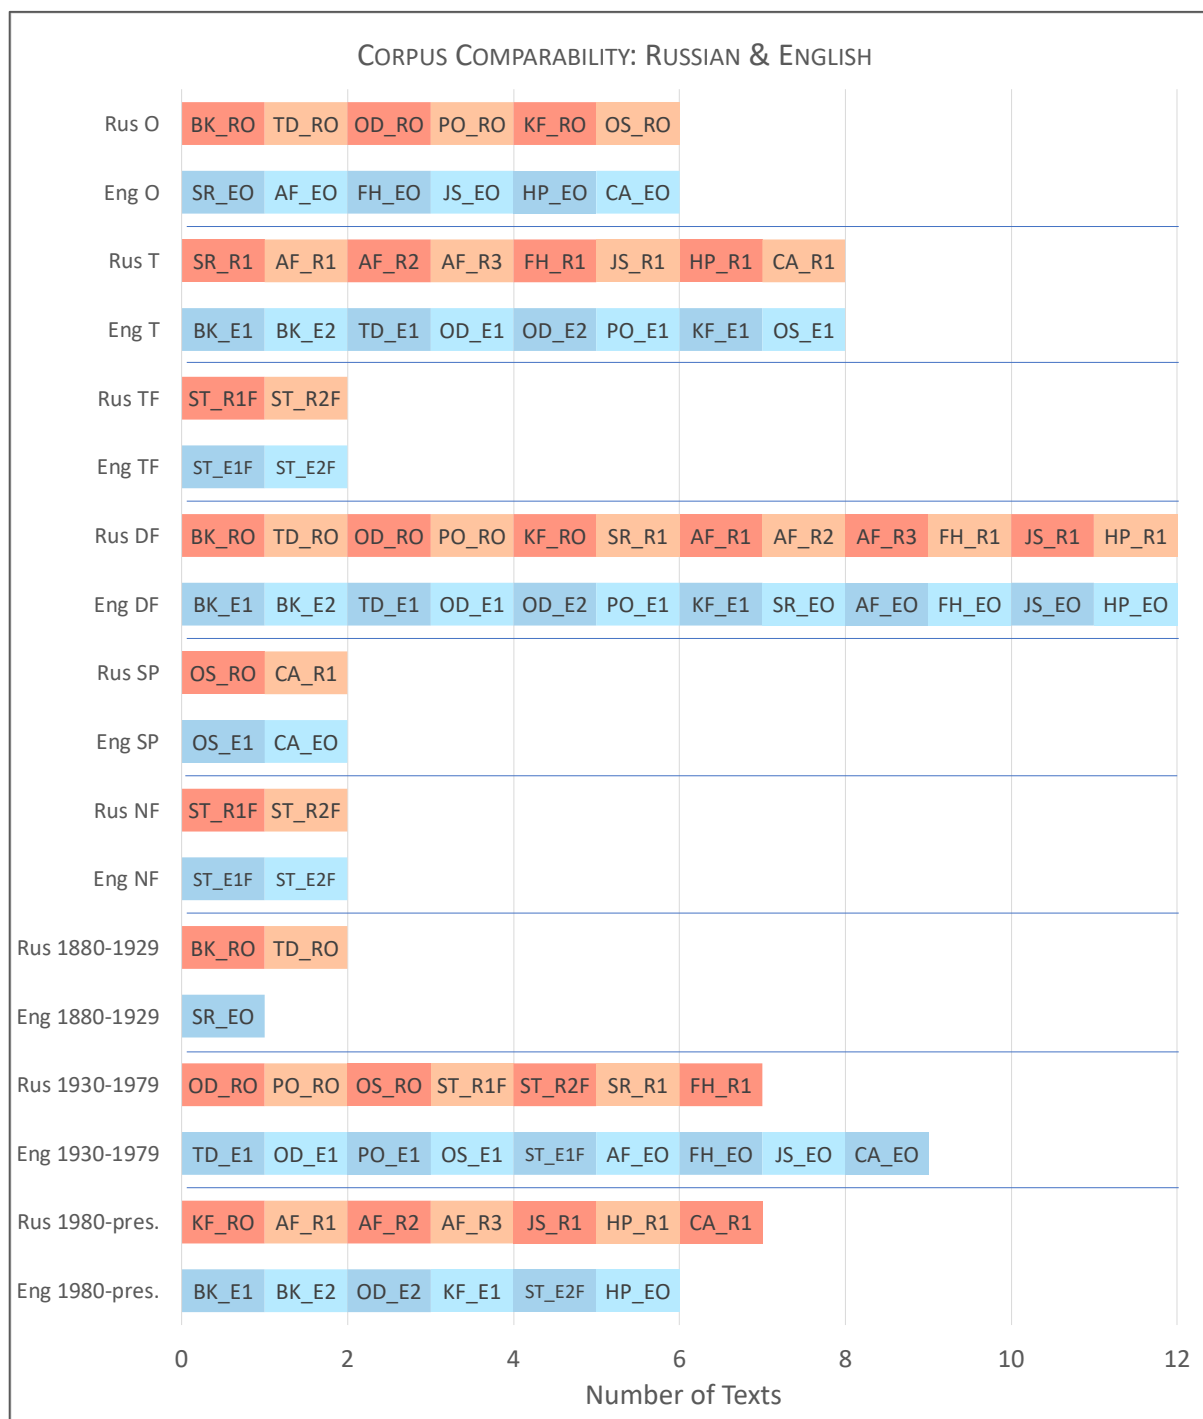 CORPUS COMPARABILITY: RUSSIAN & ENGLISH
Rus O BK_RO TD_RO OD_RO PO_RO KF_RO OS_RO
Eng O SR_EO AF_EO FH_EO JS_EO HP_EO CA_EO
Rus T SR_R1 AF_R1 AF_R2 AF_R3 FH_R1 JS_R1 HP_R1 CA_R1
Eng T BK_E1 BK_E2 TD_E1 OD_E1 OD_E2 PO_E1 KF_E1 OS_E1
Rus TF ST_R1F ST_R2F
Eng TF ST_E1F ST_E2F
Rus DF BK_RO TD_RO OD_RO PO_RO KF_RO SR_R1 AF_R1 AF_R2 AF_R3 FH_R1 JS_R1 HP_R1
Eng DF BK_E1 BK_E2 TD_E1 OD_E1 OD_E2 PO_E1 KF_E1 SR_EO AF_EO FH_EO JS_EO HP_EO
Rus SP OS_RO CA_R1
Eng SP OS_E1 CA_EO
Rus NF ST_R1F ST_R2F
Eng NF ST_E1F ST_E2F
Rus 1880-1929 BK_RO TD_RO
Eng 1880-1929 SR_EO
Rus 1930-1979 OD_RO PO_RO OS_RO ST_R1F ST_R2F SR_R1 FH_R1
Eng 1930-1979 TD_E1 OD_E1 PO_E1 OS_E1 ST_E1F AF_EO FH_EO JS_EO CA_EO
Rus 1980-pres. KF_RO AF_R1 AF_R2 AF_R3 JS_R1 HP_R1 CA_R1
Eng 1980-pres. BK_E1 BK_E2 OD_E2 KF_E1 ST_E2F HP_EO
0 2 4 6 8 10 12
Number of Texts